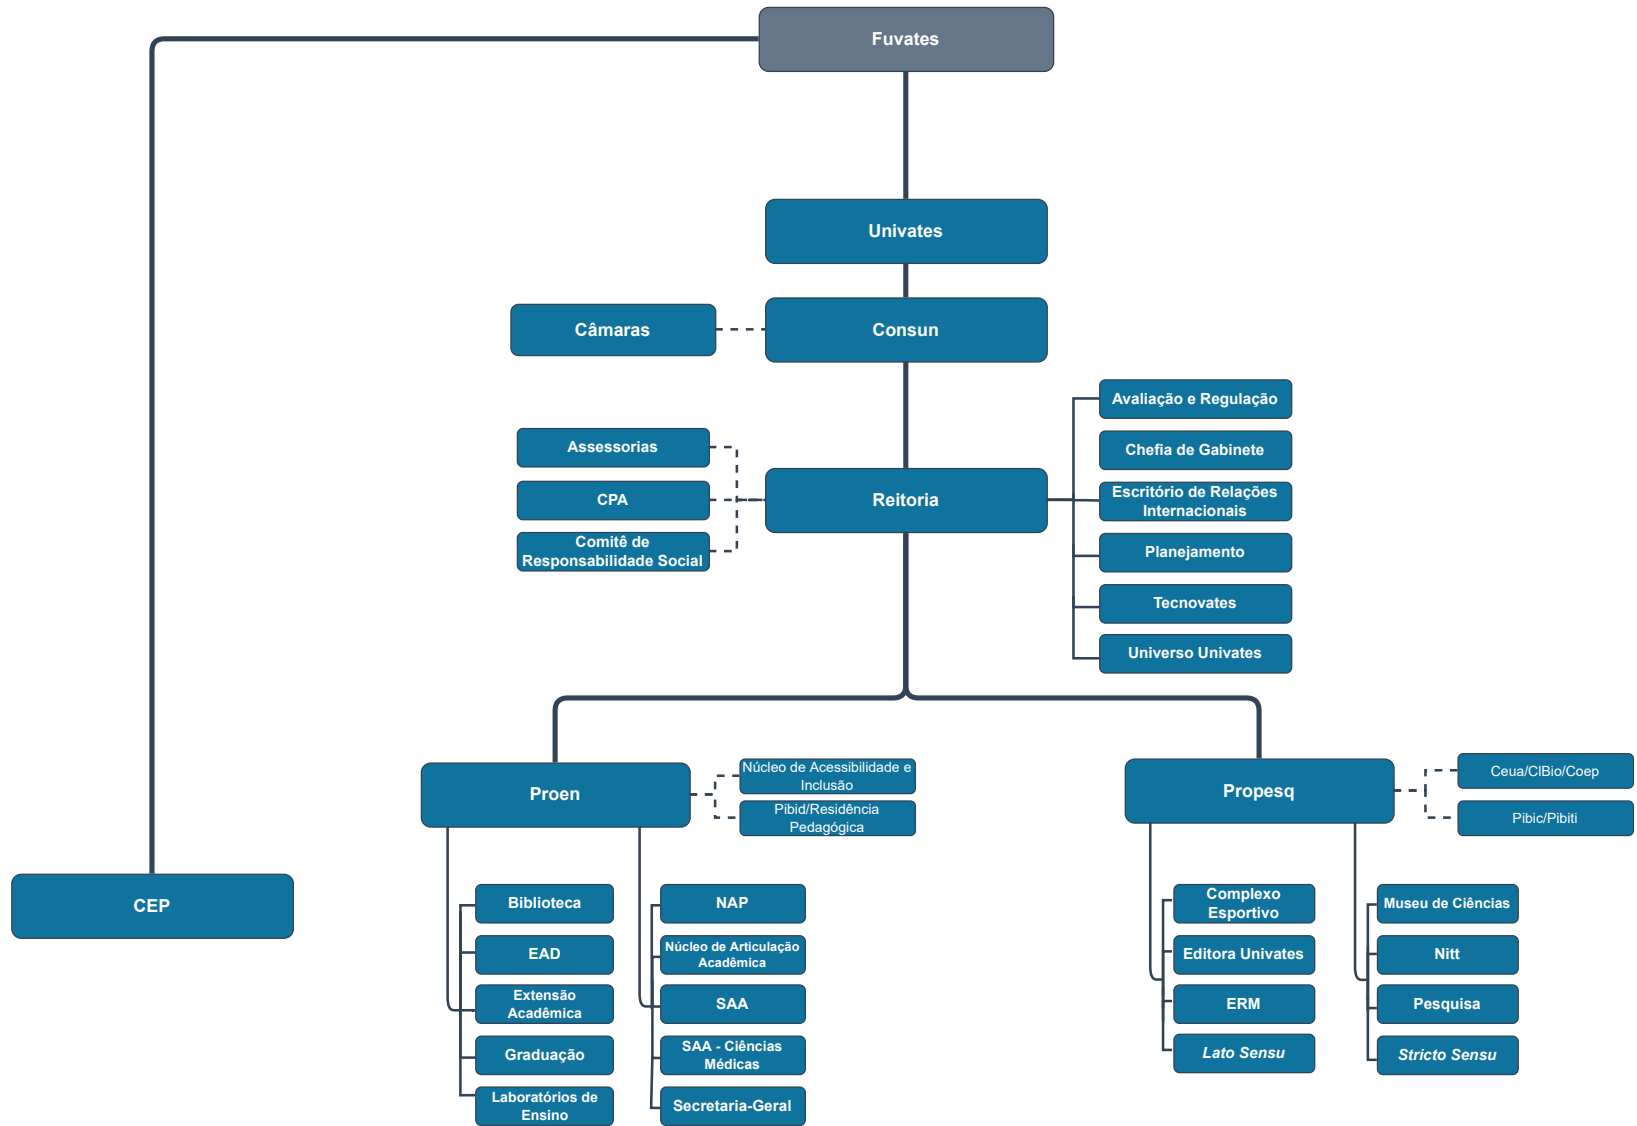 Fuvates
Univates
Câmaras
Consun
Avaliação e Regulação
Assessorias
Chefia de Gabinete
CPA
Reitoria
Escritório de Relações
Internacionais
Comitê de
Responsabilidade Social
Planejamento
Tecnovates
Universo Univates
Proen
Núcleo de Acessibilidade e
Inclusão
Pibid/Residência
Pedagógica
Propesq
Ceua/CIBio/Coep
Pibic/Pibiti
CEP
Biblioteca
EAD
Extensão
Acadêmica
Graduação
Laboratórios de
Ensino
NAP
Núcleo de Articulação
Acadêmica
SAA
SAA - Ciências
Médicas
Secretaria-Geral
Complexo
Esportivo
Editora Univates
ERM
Lato Sensu
Museu de Ciências
Nitt
Pesquisa
Stricto Sensu